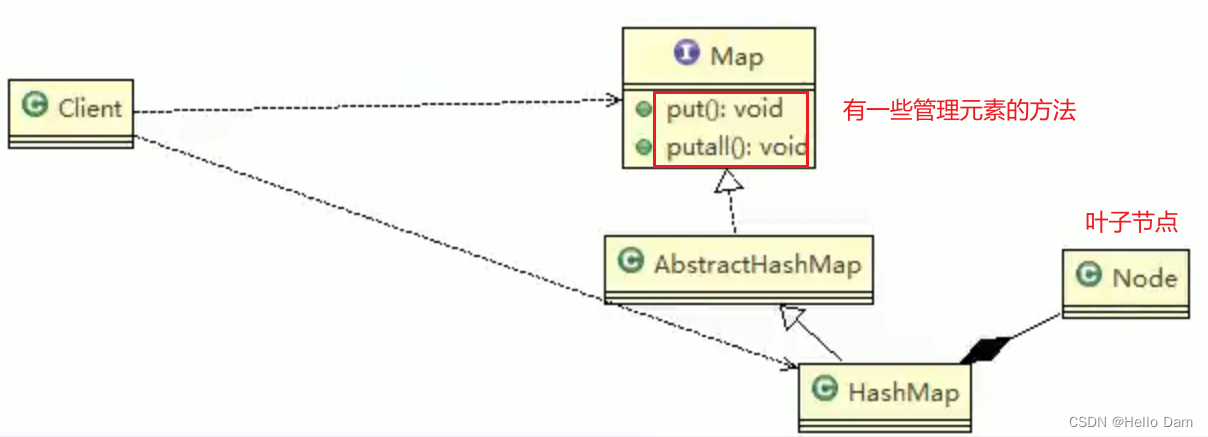 Client
I Map
put(): void
putall(): void
有一些管理元素的方法
C AbstractHashMap
叶子节点
C Node
C HashMap
CSDN @Hello Dam